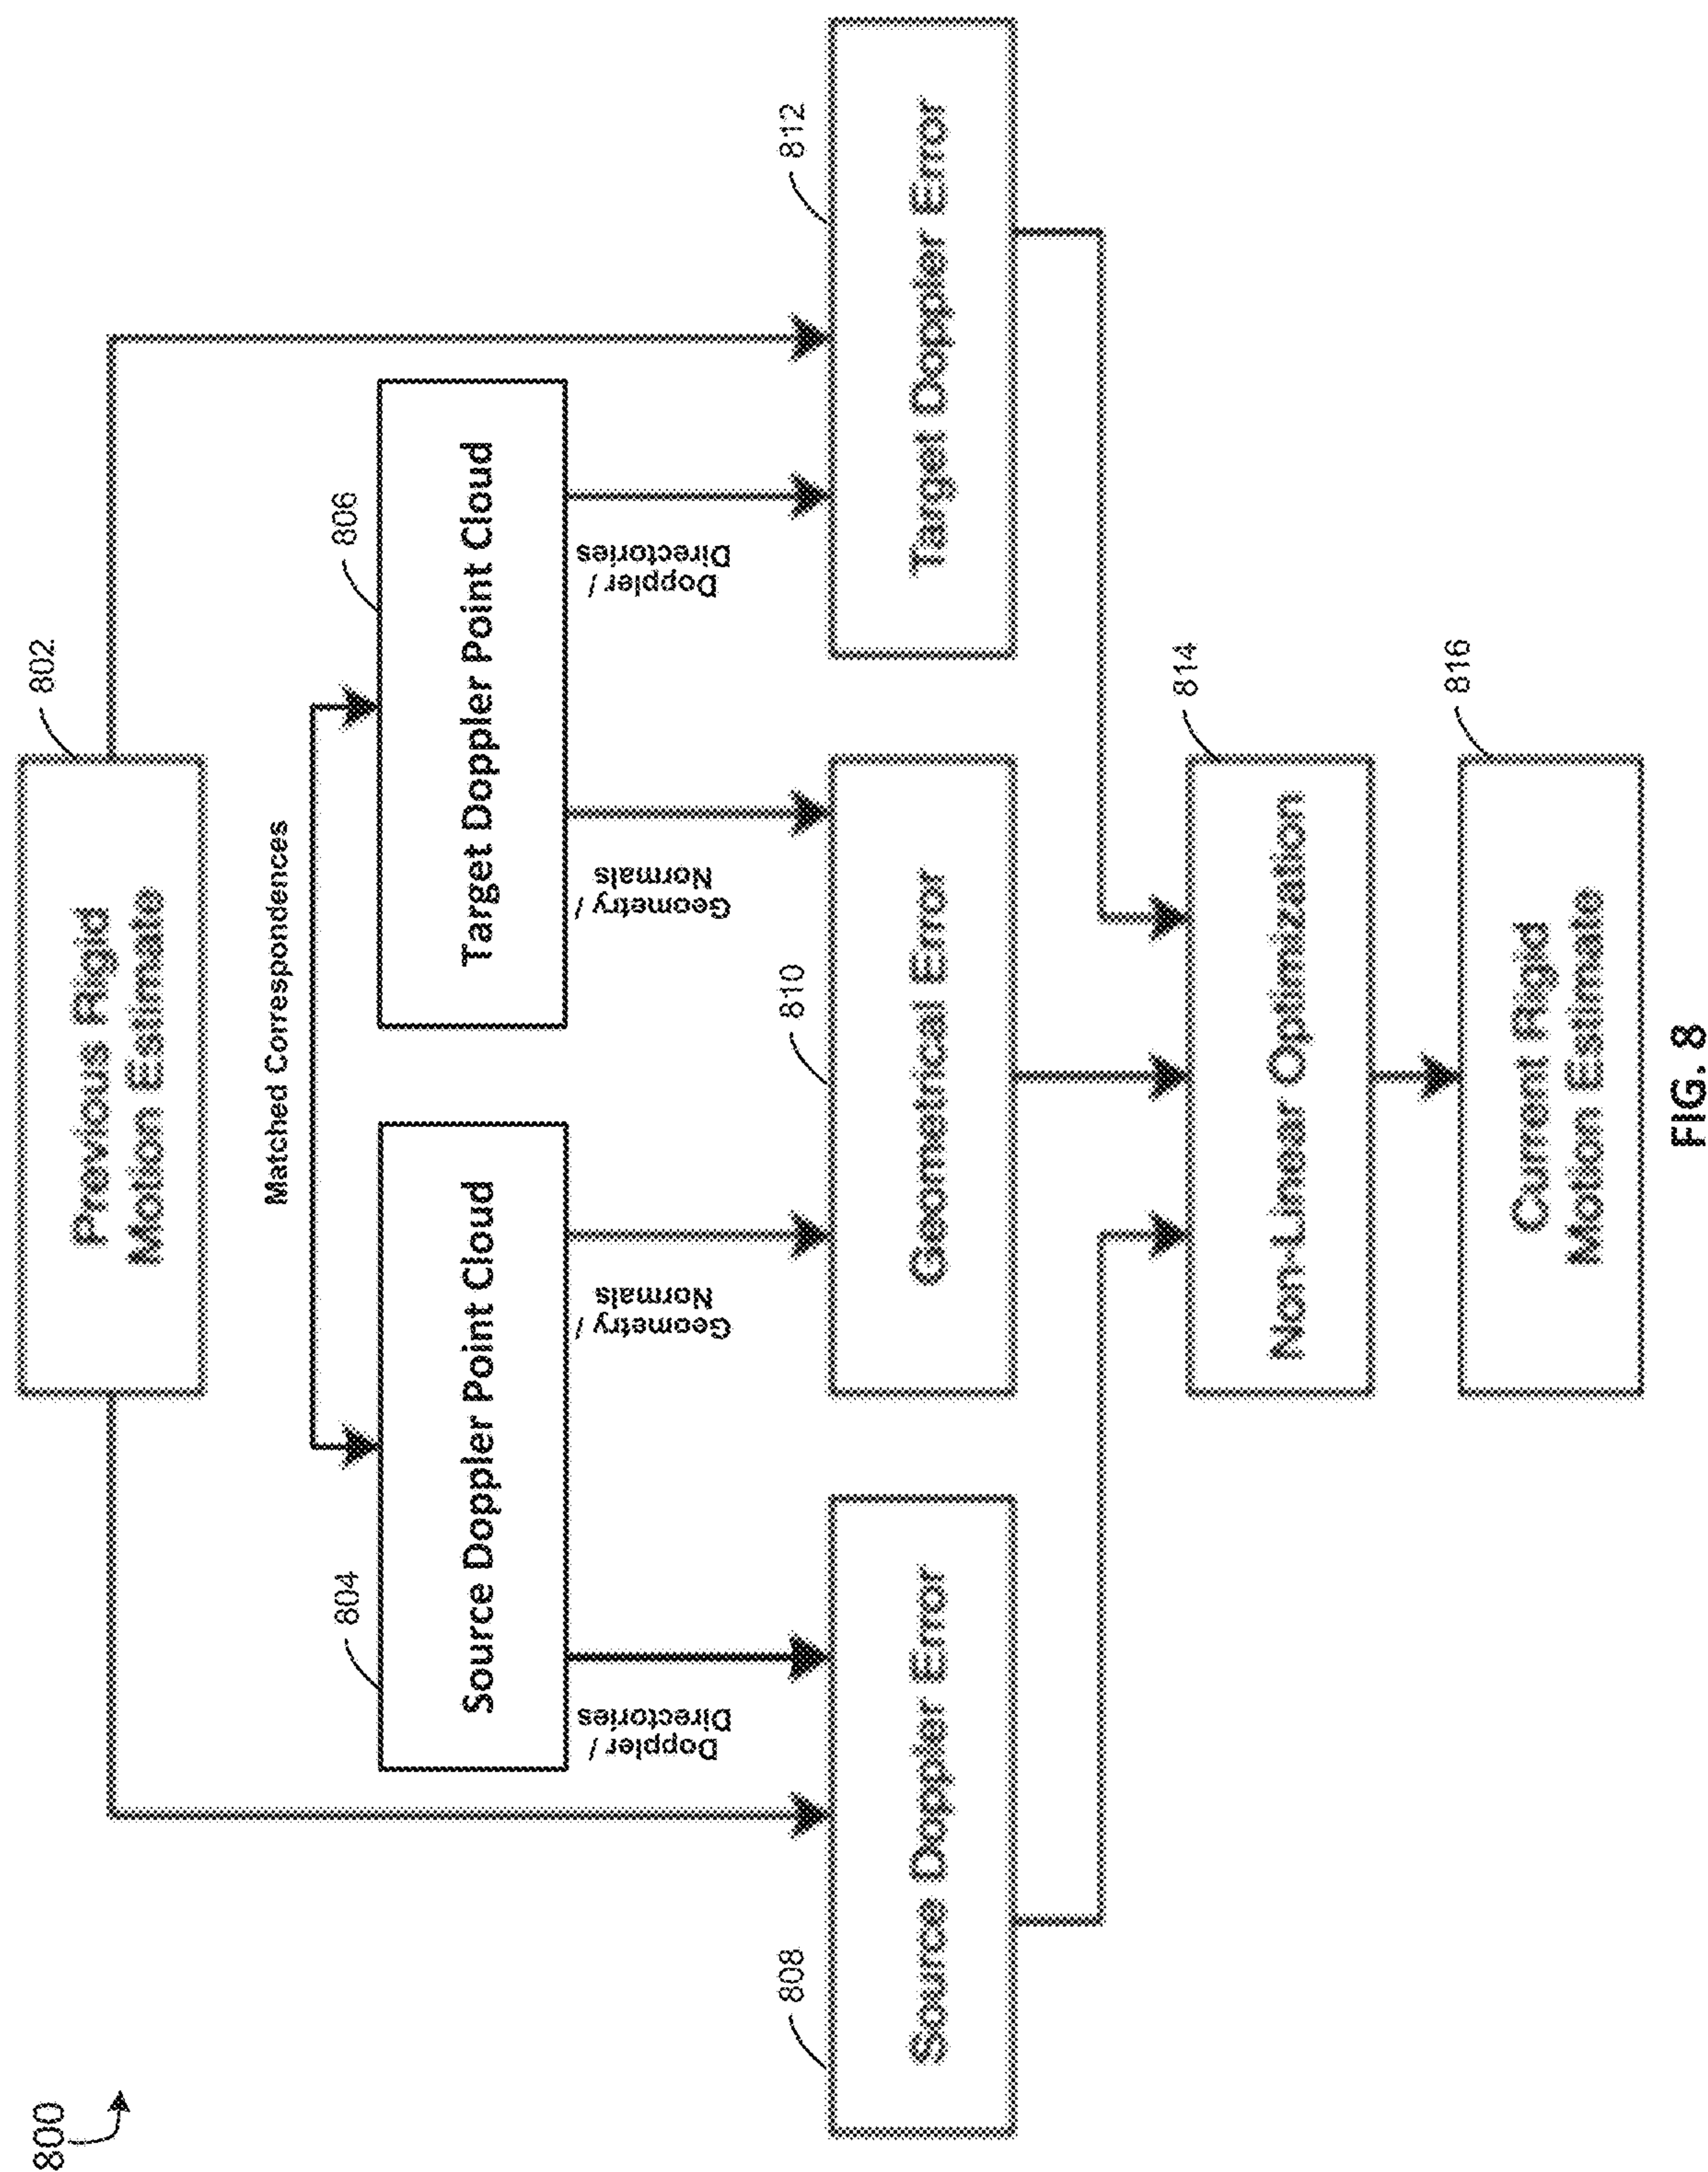 800
802
Previous Rigid
Motion Estimate
Matched Correspondences
804
Source Doppler Point Cloud
806
Target Doppler Point Cloud
Doppler /
Directories
Geometry /
Normals
Geometry /
Normals
Doppler /
Directories
808
Source Doppler Error
810
Geometrical Error
812
Target Doppler Error
814
Non-Linear Optimization
816
Current Rigid
Motion Estimate
FIG. 8